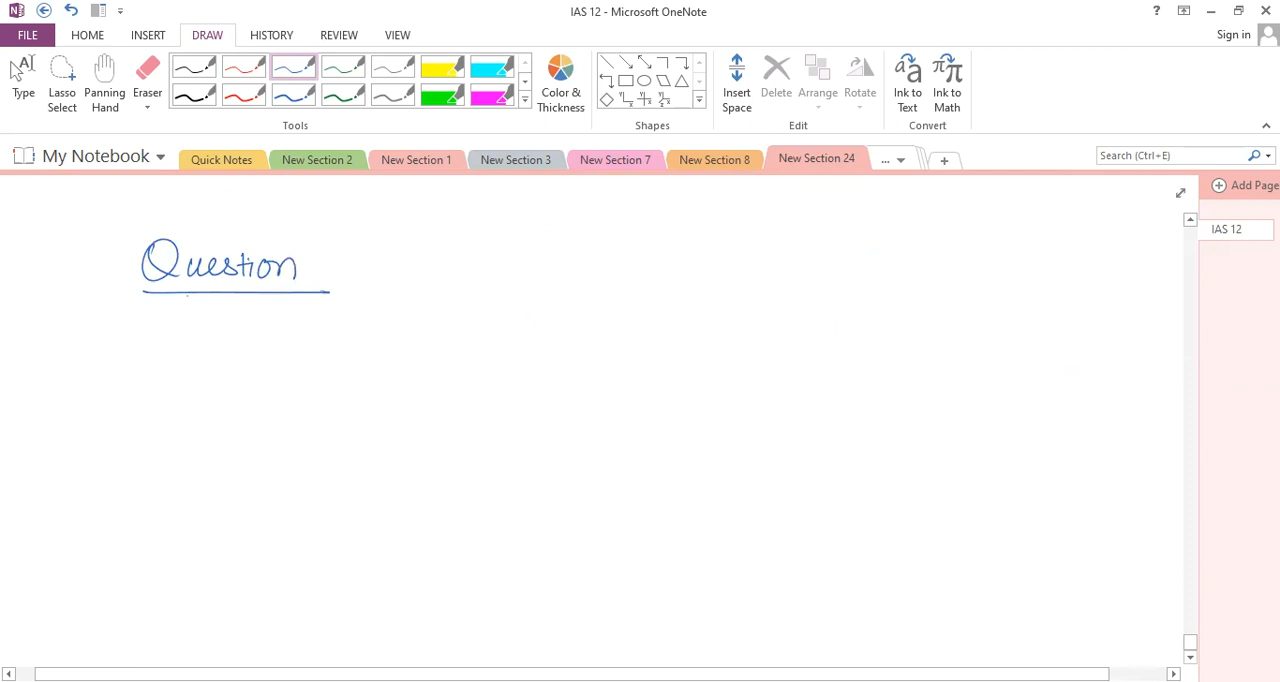 IAS 12 - Microsoft OneNote
?
FILE HOME INSERT DRAW HISTORY REVIEW VIEW
Sign in
Type
Lasso Select
Panning Hand
Eraser
Color & Thickness
Insert Space
Delete
Arrange
Rotate
Ink to Text
Ink to Math
Tools
Shapes
Edit
Convert
My Notebook
Quick Notes
New Section 2
New Section 1
New Section 3
New Section 7
New Section 8
New Section 24
...
Search (Ctrl+E)
Add Page
IAS 12
Question